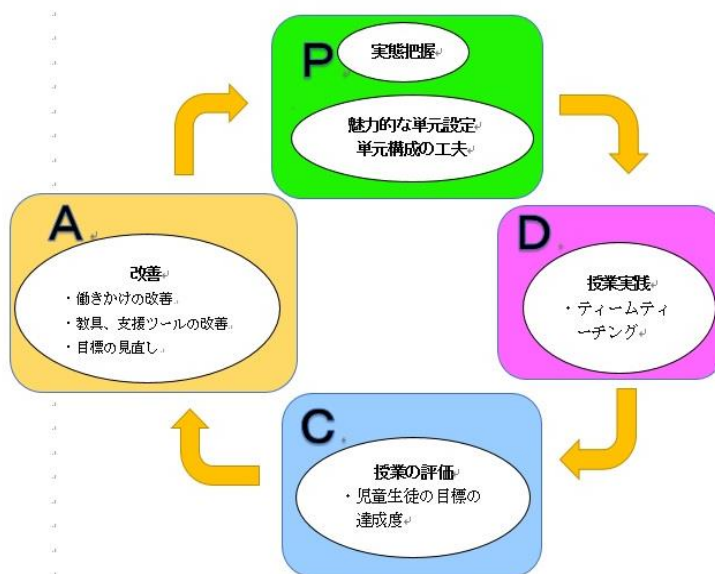 P
実態把握
魅力的な単元設定
単元構成の工夫
D
授業実践
・ティームティ
ーチング
C
授業の評価
・児童生徒の目標の
達成度
A
改善
・働きかけの改善
・教具、支援ツールの改善
・目標の見直し